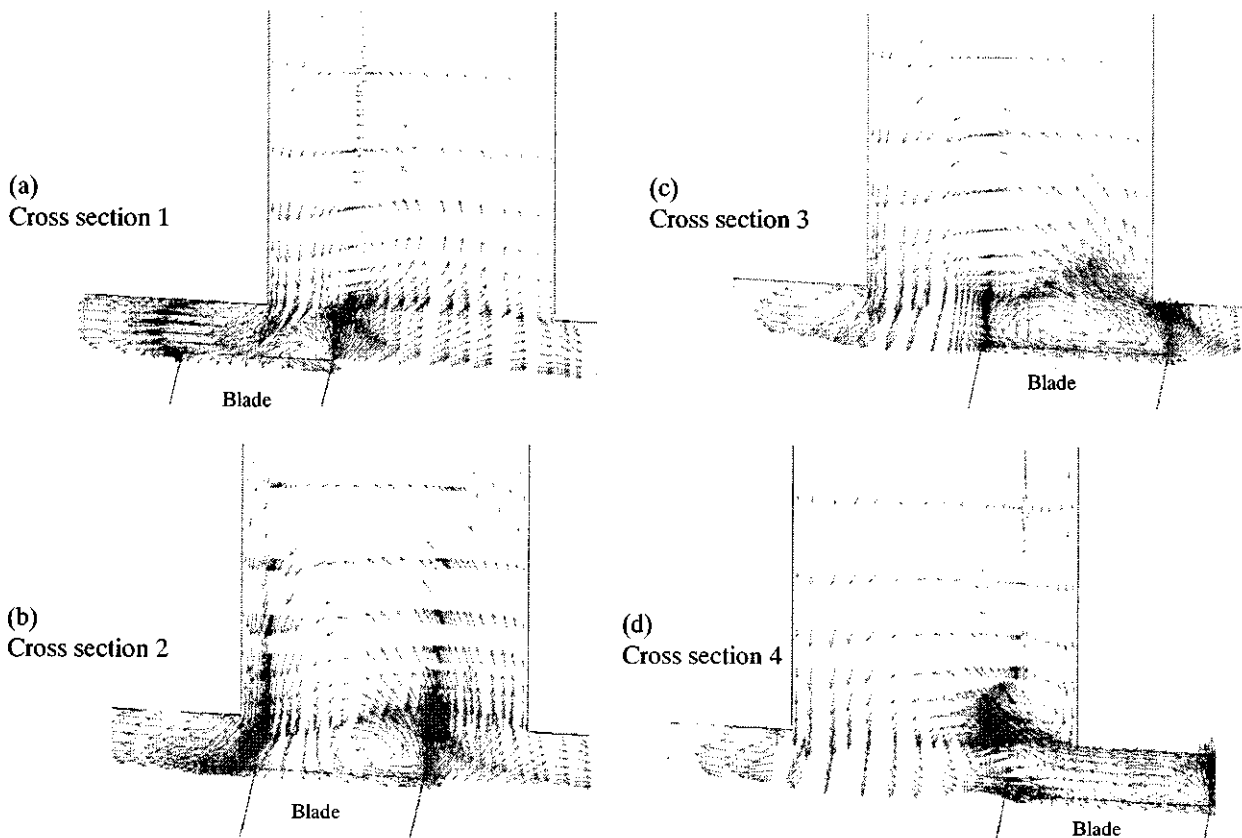 (a)
Cross section 1
Blade
(b)
Cross section 2
Blade
(c)
Cross section 3
Blade
(d)
Cross section 4
Blade